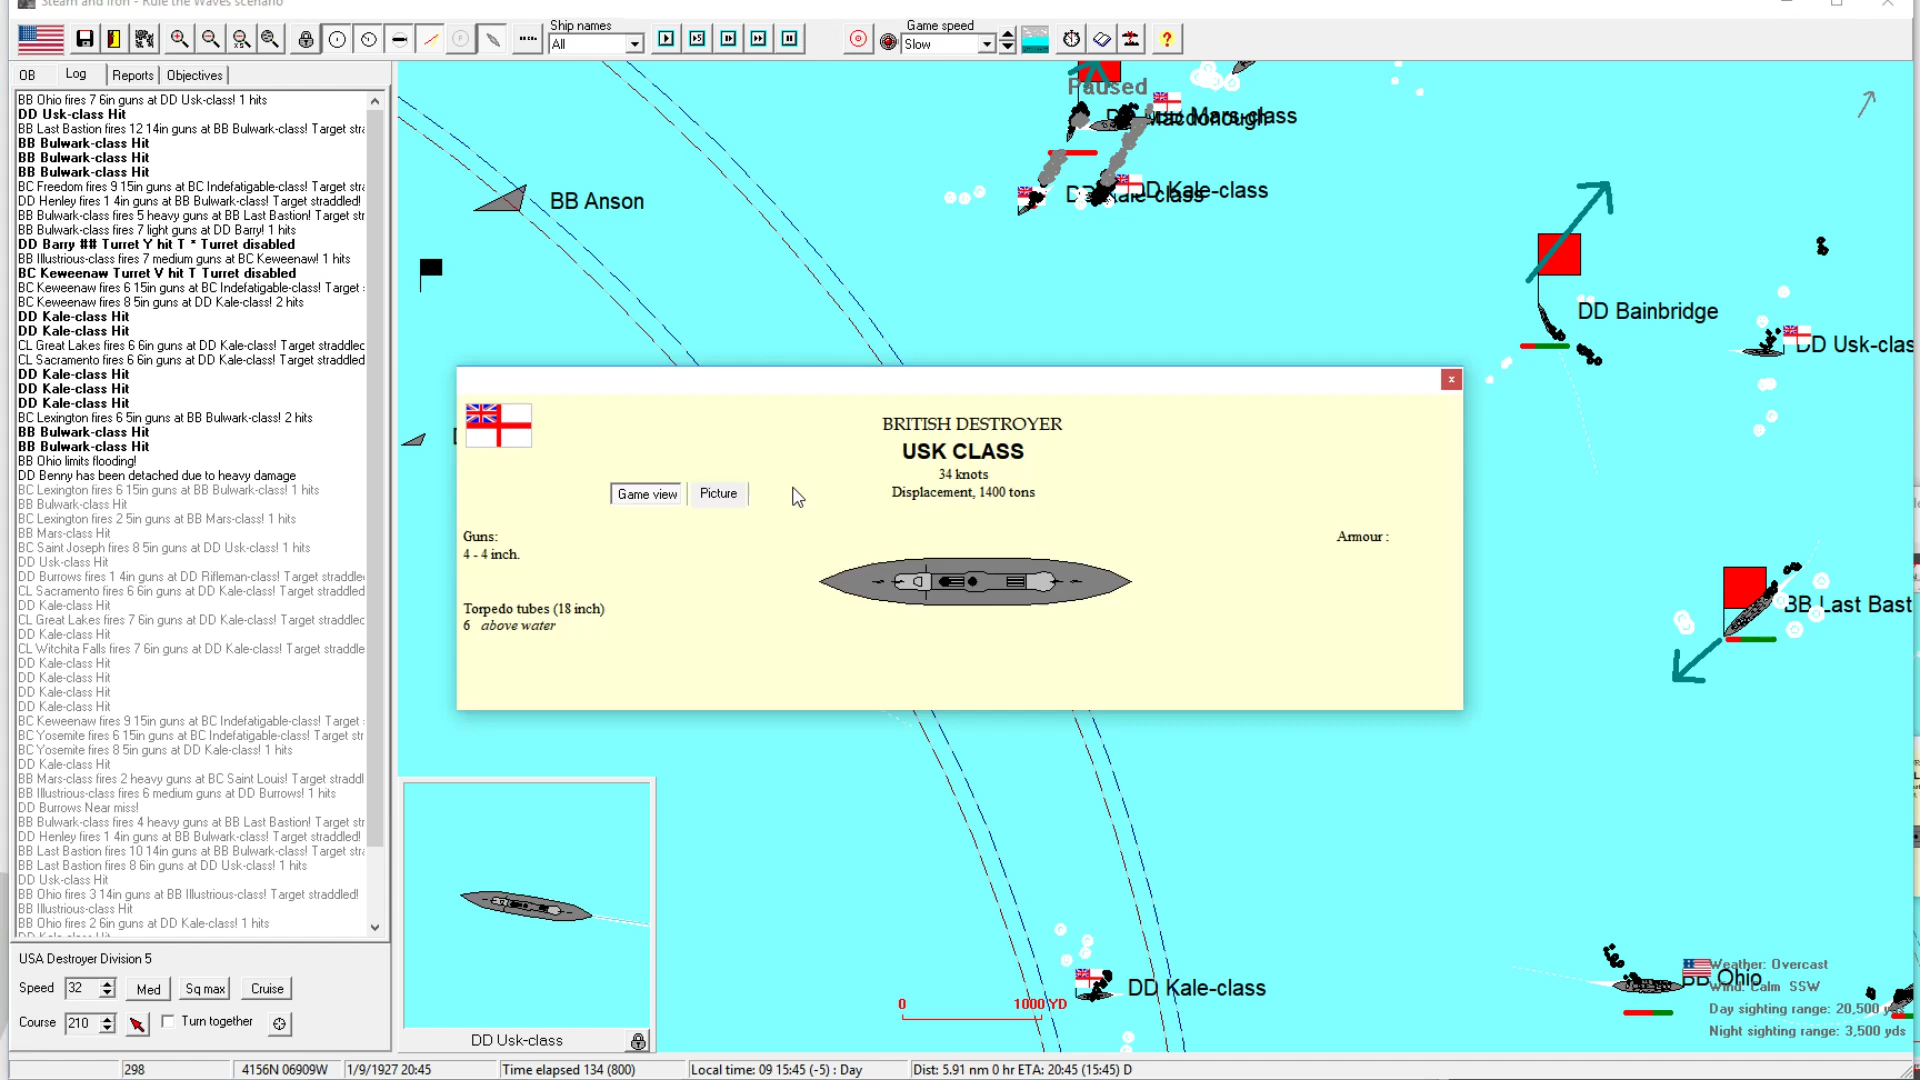 Steam and Iron - Rule the Waves scenario
Ship names
All
Game speed
Slow
OB
Log
Reports
Objectives
BB Ohio fires 7 6in guns at DD Usk-class! 1 hits
DD Usk-class Hit
BB Last Bastion fires 12 14in guns at BB Bulwark-class! Target stra
BB Bulwark-class Hit
BB Bulwark-class Hit
BB Bulwark-class Hit
BC Freedom fires 9 15in guns at BC Indefatigable-class! Target stra
DD Henley fires 1 4in guns at BB Bulwark-class! Target straddled!
BB Bulwark-class fires 5 heavy guns at BB Last Bastion! Target str
BB Bulwark-class fires 7 light guns at DD Barry! 1 hits
DD Barry ## Turret Y hit T * Turret disabled
BB Illustrious-class fires 7 medium guns at BC Keweenaw! 1 hits
BC Keweenaw Turret V hit T Turret disabled
BC Keweenaw fires 6 15in guns at BC Indefatigable-class! Target :
BC Keweenaw fires 8 5in guns at DD Kale-class! 2 hits
DD Kale-class Hit
DD Kale-class Hit
CL Great Lakes fires 6 6in guns at DD Kale-class! Target straddled
CL Sacramento fires 6 6in guns at DD Kale-class! Target straddled
DD Kale-class Hit
DD Kale-class Hit
DD Kale-class Hit
BC Lexington fires 6 5in guns at BB Bulwark-class! 2 hits
BB Bulwark-class Hit
BB Bulwark-class Hit
BB Ohio limits flooding!
DD Benny has been detached due to heavy damage
BC Lexington fires 6 15in guns at BB Bulwark-class! 1 hits
BB Bulwark-class Hit
BC Lexington fires 2 5in guns at BB Mars-class! 1 hits
BB Mars-class Hit
BC Saint Joseph fires 8 5in guns at DD Usk-class! 1 hits
DD Usk-class Hit
DD Burrows fires 1 4in guns at DD Rifleman-class! Target straddle
CL Sacramento fires 6 6in guns at DD Kale-class! Target straddled
DD Kale-class Hit
CL Great Lakes fires 7 6in guns at DD Kale-class! Target straddled
DD Kale-class Hit
CL Witchita Falls fires 7 6in guns at DD Kale-class! Target straddle
DD Kale-class Hit
DD Kale-class Hit
DD Kale-class Hit
DD Kale-class Hit
BC Keweenaw fires 9 15in guns at BC Indefatigable-class! Target :
BC Yosemite fires 6 15in guns at BC Indefatigable-class! Target str
BC Yosemite fires 8 5in guns at DD Kale-class! 1 hits
DD Kale-class Hit
BB Mars-class fires 2 heavy guns at BC Saint Louis! Target straddl
BB Illustrious-class fires 6 medium guns at DD Burrows! 1 hits
DD Burrows Near miss!
BB Bulwark-class fires 4 heavy guns at BB Last Bastion! Target str
DD Henley fires 1 4in guns at BB Bulwark-class! Target straddled!
BB Last Bastion fires 10 14in guns at BB Bulwark-class! Target stra
BB Last Bastion fires 8 6in guns at DD Usk-class! 1 hits
DD Usk-class Hit
BB Ohio fires 3 14in guns at BB Illustrious-class! Target straddled!
BB Illustrious-class Hit
BB Ohio fires 2 6in guns at DD Kale-class! 1 hits
DD Kale-class Hit
USA Destroyer Division 5
Speed 32 Med Sq max Cruise
Course 210 Turn together
Paused
Macdonough
Mars-class
DD Kale-class
DD Kale-class
BB Anson
DD Bainbridge
DD Usk-clas
BB Last Bast
DD Kale-class
BB Ohio
0 1000 YD
BRITISH DESTROYER
USK CLASS
34 knots
Displacement, 1400 tons
Game view
Picture
Guns:
4 - 4 inch.
Armour :
Torpedo tubes (18 inch)
6 above water
DD Usk-class
Weather: Overcast
Wind: Calm SSW
Day sighting range: 20,500 yds
Night sighting range: 3,500 yds
298
4156N 06909W
1/9/1927 20:45
Time elapsed 134 (800)
Local time: 09 15:45 (-5) : Day
Dist: 5.91 nm 0 hr ETA: 20:45 (15:45) D